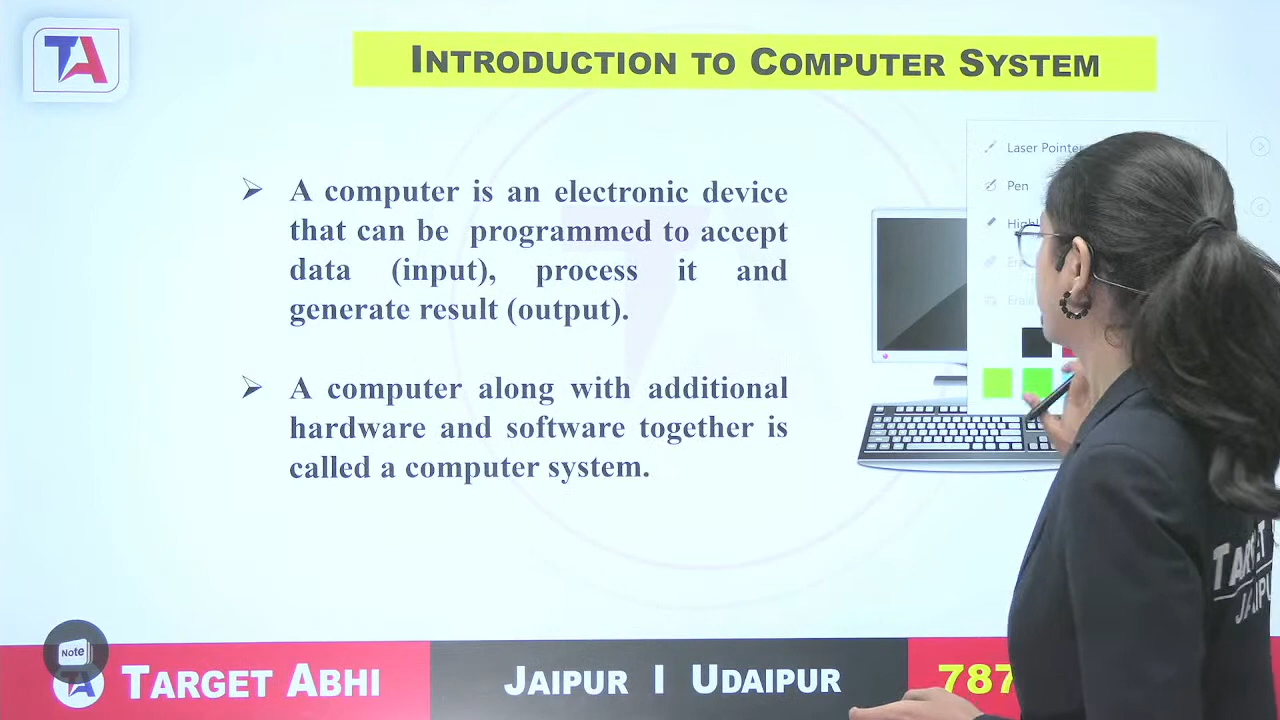 TA
INTRODUCTION TO COMPUTER SYSTEM
Laser Pointer
Pen
➢ A computer is an electronic device
that can be programmed to accept
data (input), process it and
generate result (output).
➢ A computer along with additional
hardware and software together is
called a computer system.
Note
TA
TARGET ABHI
JAIPUR I UDAIPUR
787